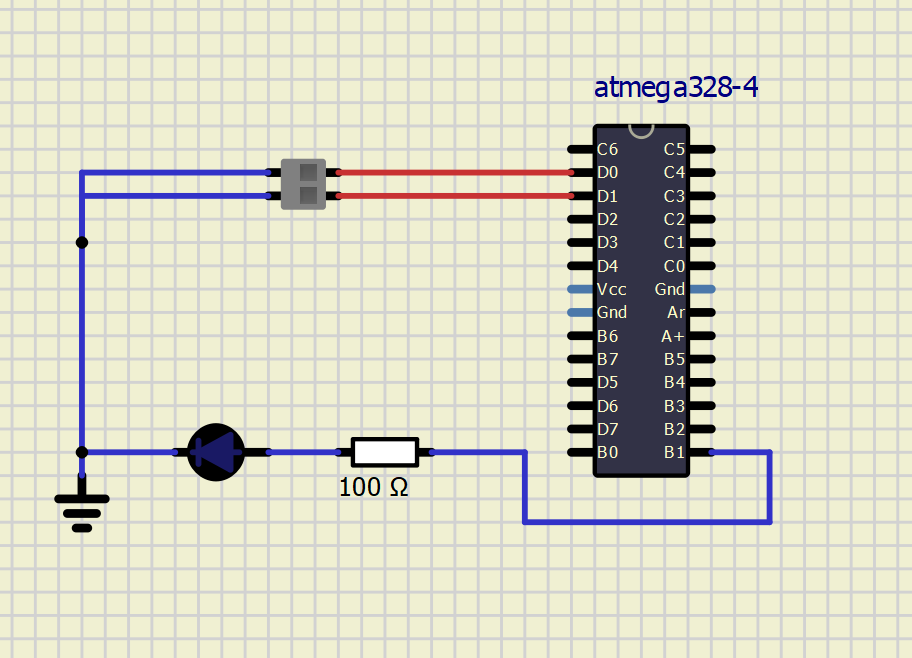 atmega328-4
C6 C5
D0 C4
D1 C3
D2 C2
D3 C1
D4 C0
Vcc Gnd
Gnd Ar
B6 A+
B7 B5
D5 B4
D6 B3
D7 B2
B0 B1
100 Ω